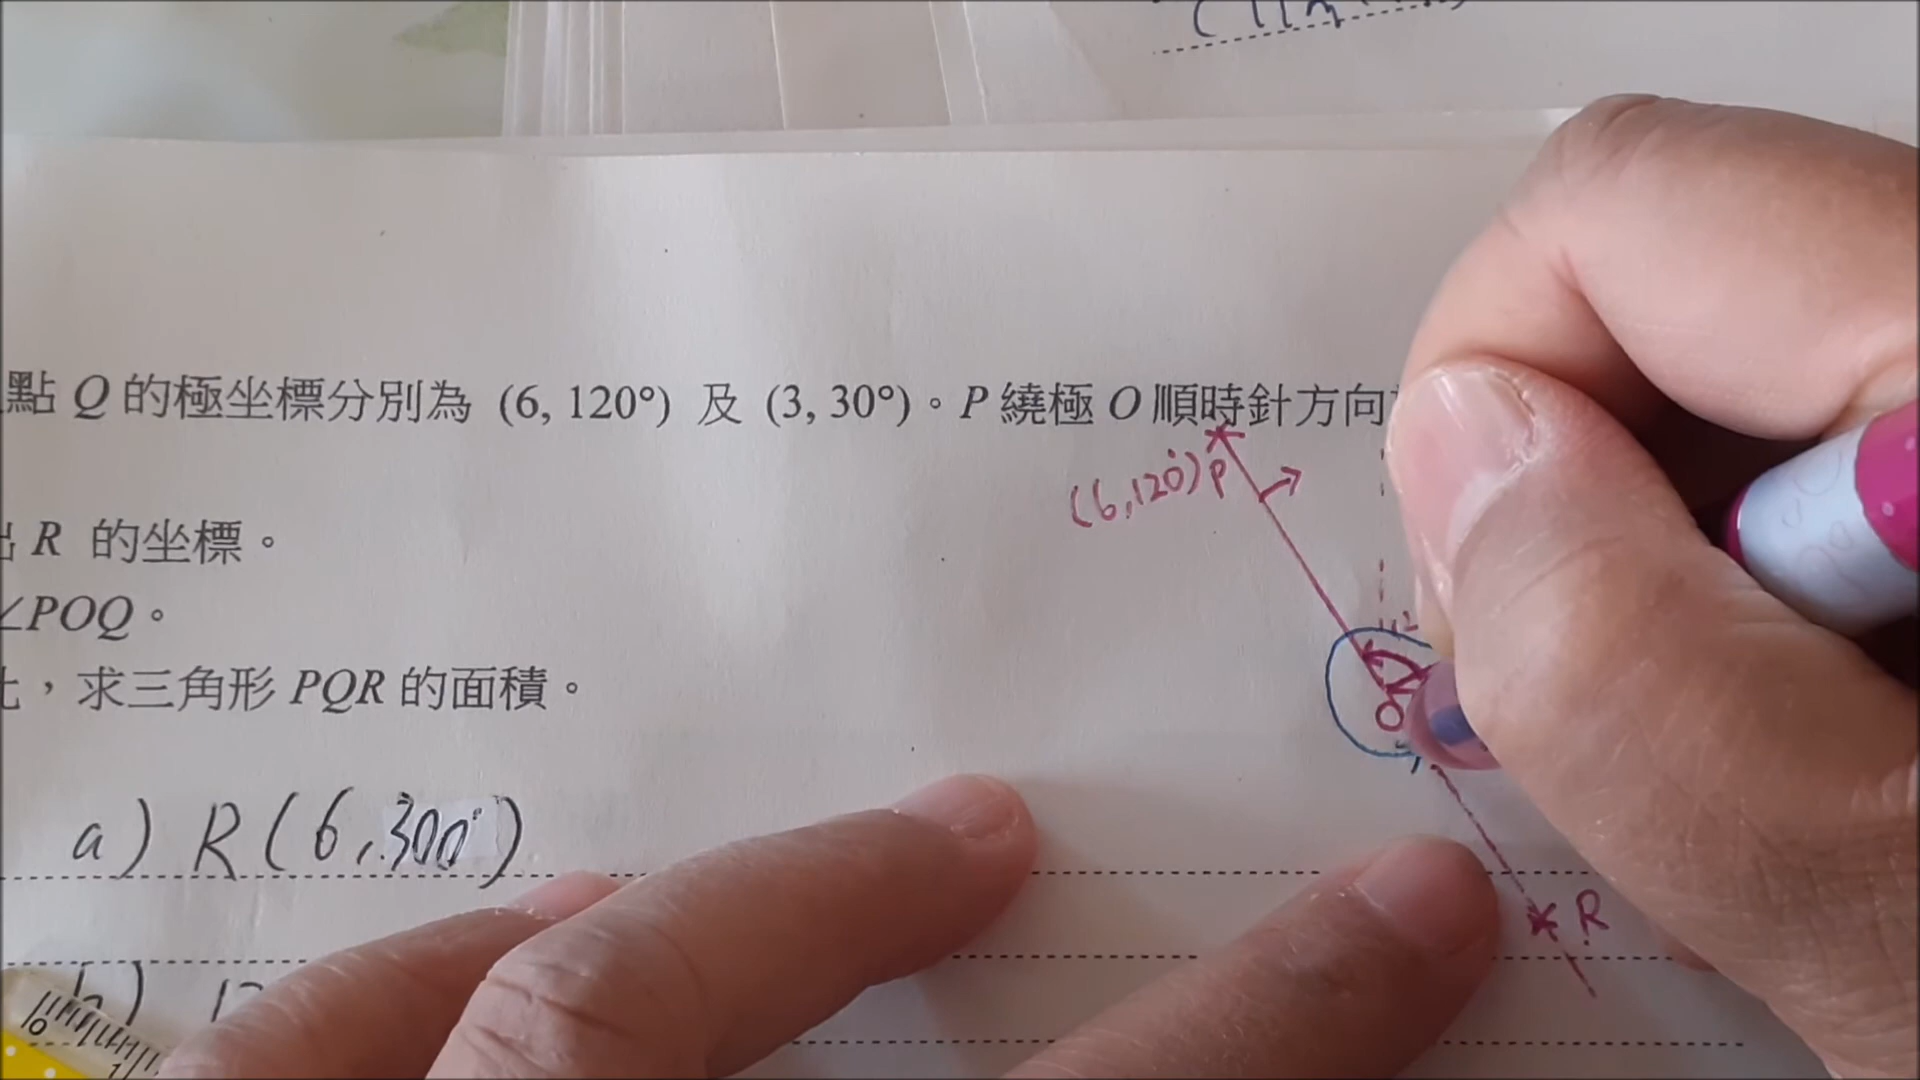 點 Q 的極坐標分別為 (6, 120°) 及 (3, 30°)。P 繞極 O 順時針方向
(6,120°) P
R 的坐標。
∠POQ。
,求三角形 PQR 的面積。
O
a) R(6,300°)
R
b) 12